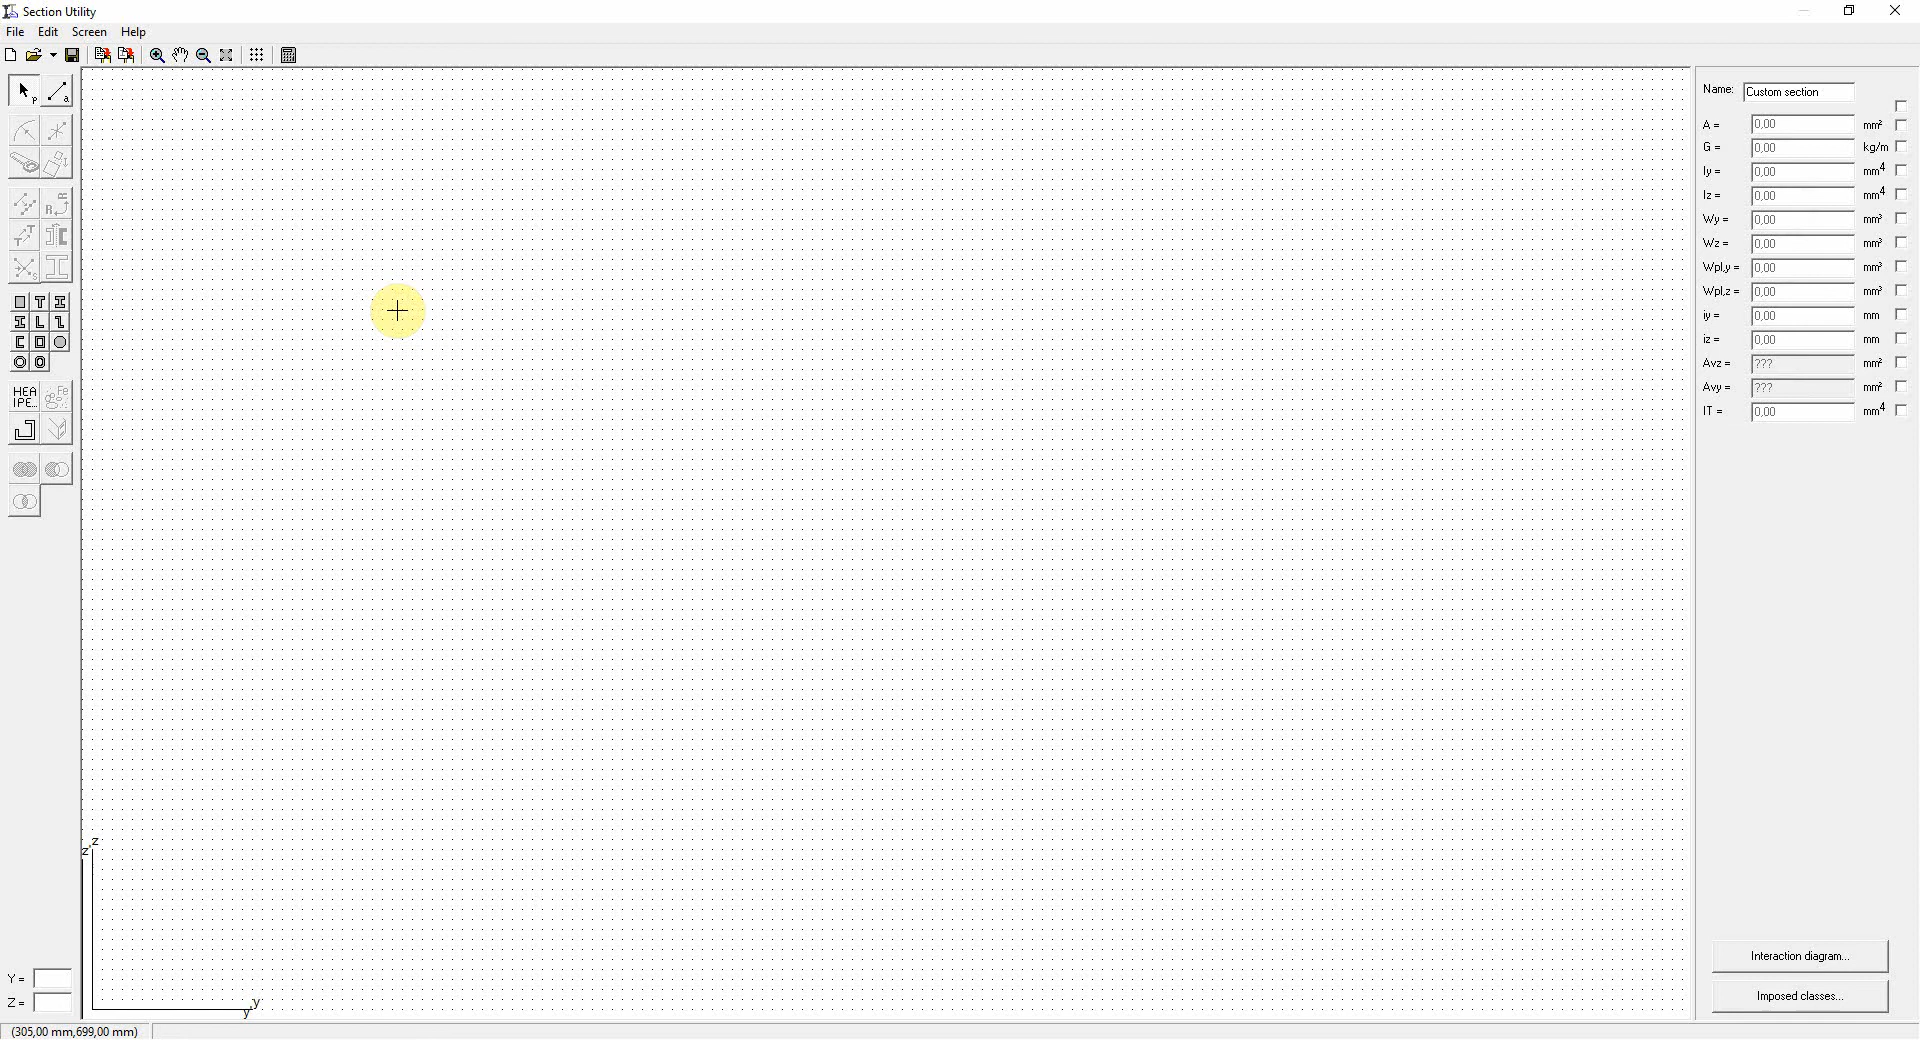 Section Utility
File Edit Screen Help
P a
R R
T T
S
HEA
IPE... Fe
Name: Custom section
A = 0,00 mm²
G = 0,00 kg/m
Iy = 0,00 mm4
Iz = 0,00 mm4
Wy = 0,00 mm³
Wz = 0,00 mm³
Wpl,y = 0,00 mm³
Wpl,z = 0,00 mm³
iy = 0,00 mm
iz = 0,00 mm
Avz = ??? mm²
Avy = ??? mm²
IT = 0,00 mm4
z
z'
y
y'
Y =
Z =
Interaction diagram...
Imposed classes...
(305,00 mm,699,00 mm)